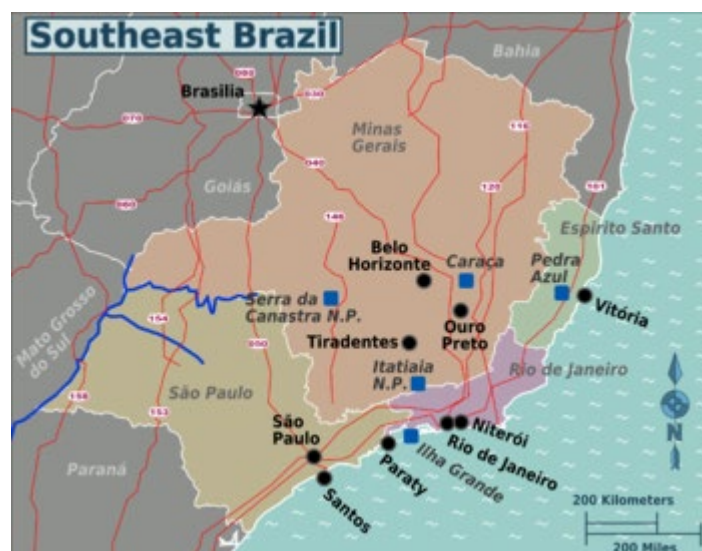 Southeast Brazil
Bahia
Brasilia
080
030
070
Minas
Gerais
116
040
Goiás
120
101
060
146
Espirito Santo
Belo
Horizonte
Caraça
Pedra
Azul
Mato Grosso
do Sul
Serra da
Canastra N.P.
Vitória
154
050
Tiradentes
Ouro
Preto
Itatiaia
N.P.
Rio de Janeiro
São Paulo
158
153
São
Paulo
Niterói
Rio de Janeiro
Paraty
Ilha Grande
Paraná
Santos
N
200 Kilometers
200 Miles